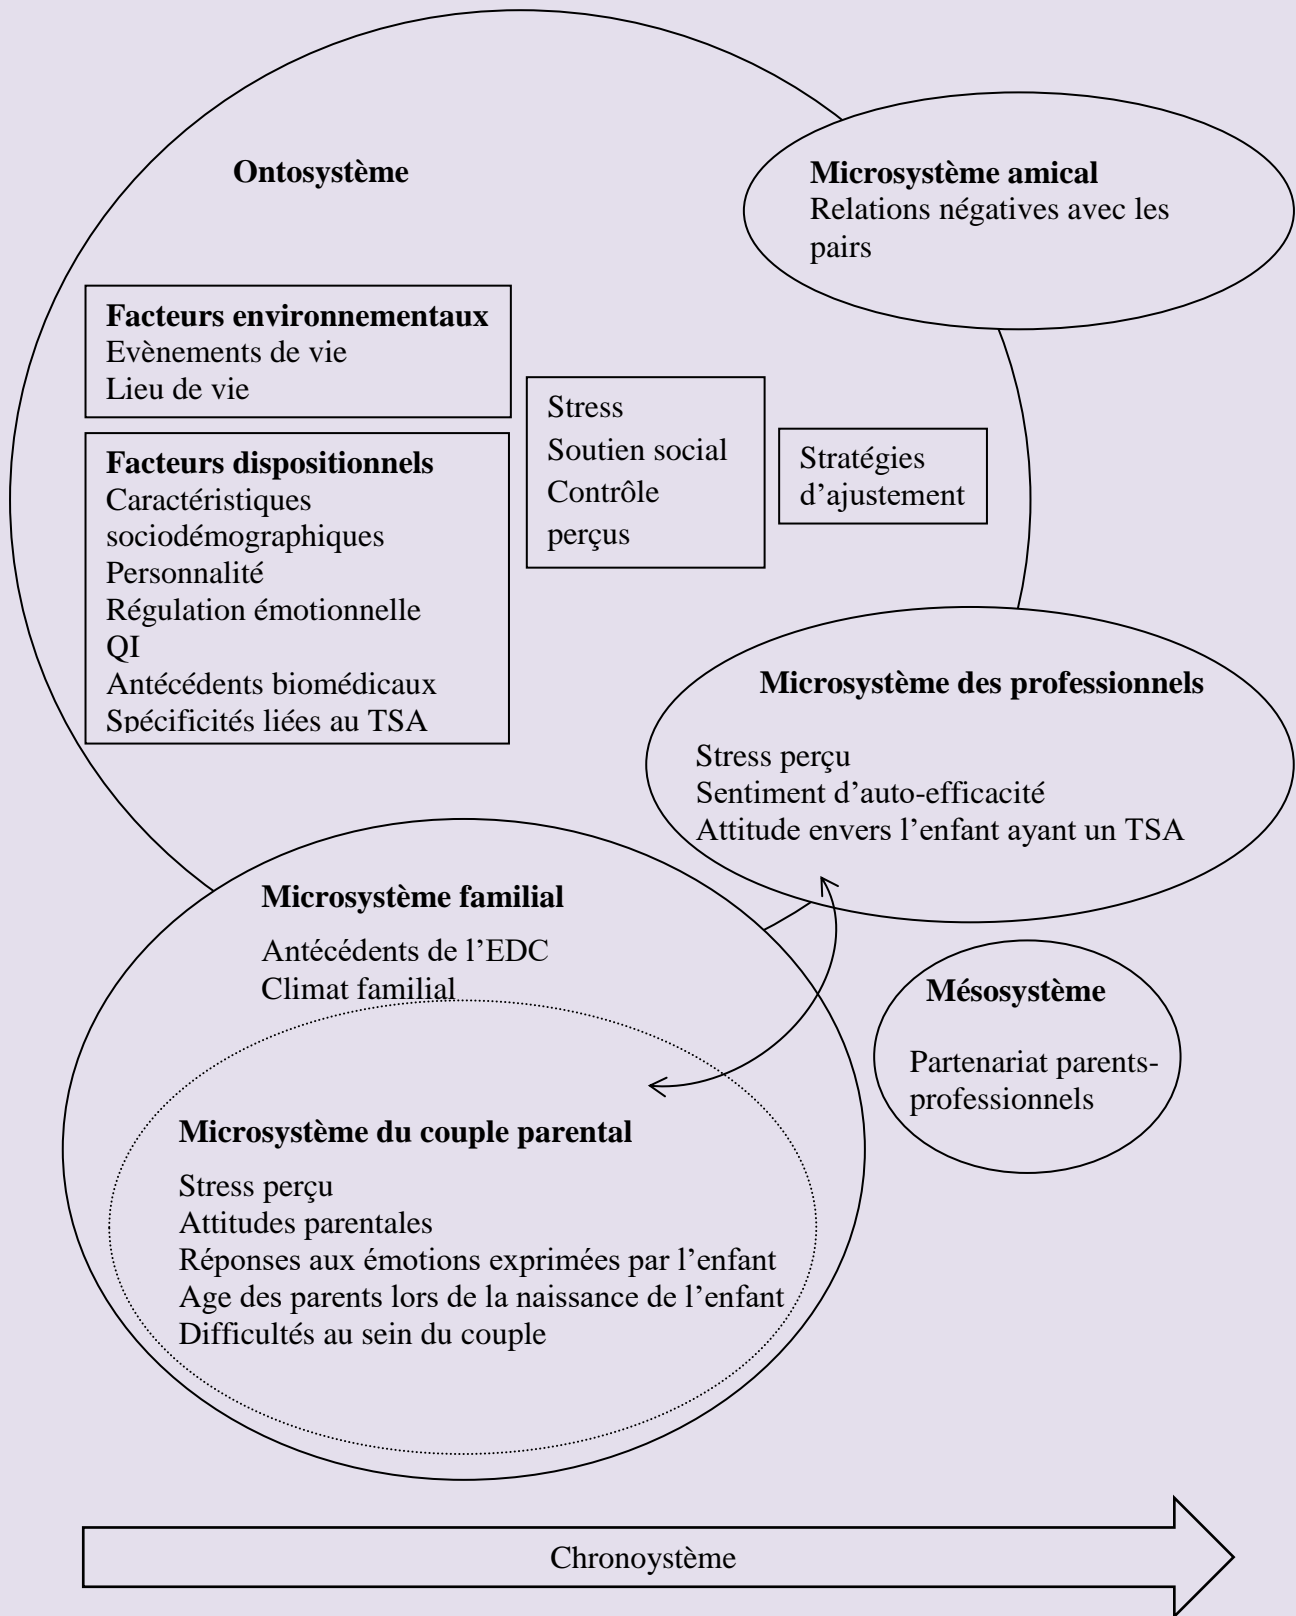 Ontosystème
Microsystème amical
Relations négatives avec les
pairs
Facteurs environnementaux
Evènements de vie
Lieu de vie
Facteurs dispositionnels
Caractéristiques
sociodémographiques
Personnalité
Régulation émotionnelle
QI
Antécédents biomédicaux
Spécificités liées au TSA
Stress
Soutien social
Contrôle
perçus
Stratégies
d’ajustement
Microsystème des professionnels
Stress perçu
Sentiment d’auto-efficacité
Attitude envers l’enfant ayant un TSA
Microsystème familial
Antécédents de l’EDC
Climat familial
Mésosystème
Partenariat parents-
professionnels
Microsystème du couple parental
Stress perçu
Attitudes parentales
Réponses aux émotions exprimées par l’enfant
Age des parents lors de la naissance de l’enfant
Difficultés au sein du couple
Chronoystème